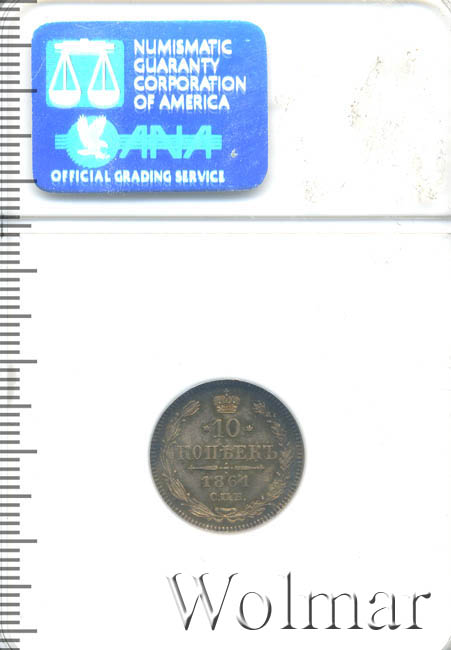 NUMISMATIC
GUARANTY
CORPORATION
OF AMERICA
ANA
OFFICIAL GRADING SERVICE
10
КОПѢЕКЪ
1861
С.П.Б.
Wolmar